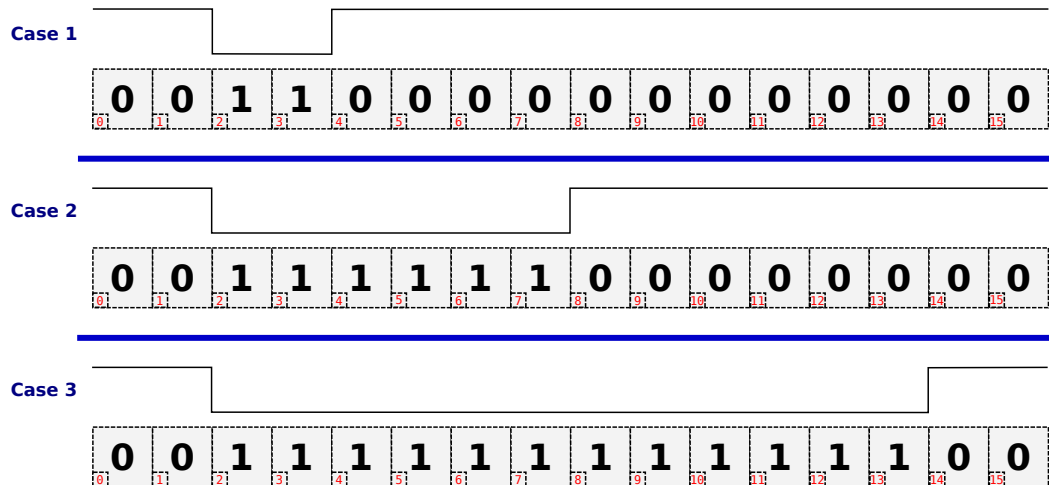 Case 1
0 0 1 1 0 0 0 0 0 0 0 0 0 0 0 0
0 1 2 3 4 5 6 7 8 9 10 11 12 13 14 15
Case 2
0 0 1 1 1 1 1 1 0 0 0 0 0 0 0 0
0 1 2 3 4 5 6 7 8 9 10 11 12 13 14 15
Case 3
0 0 1 1 1 1 1 1 1 1 1 1 1 1 0 0
0 1 2 3 4 5 6 7 8 9 10 11 12 13 14 15